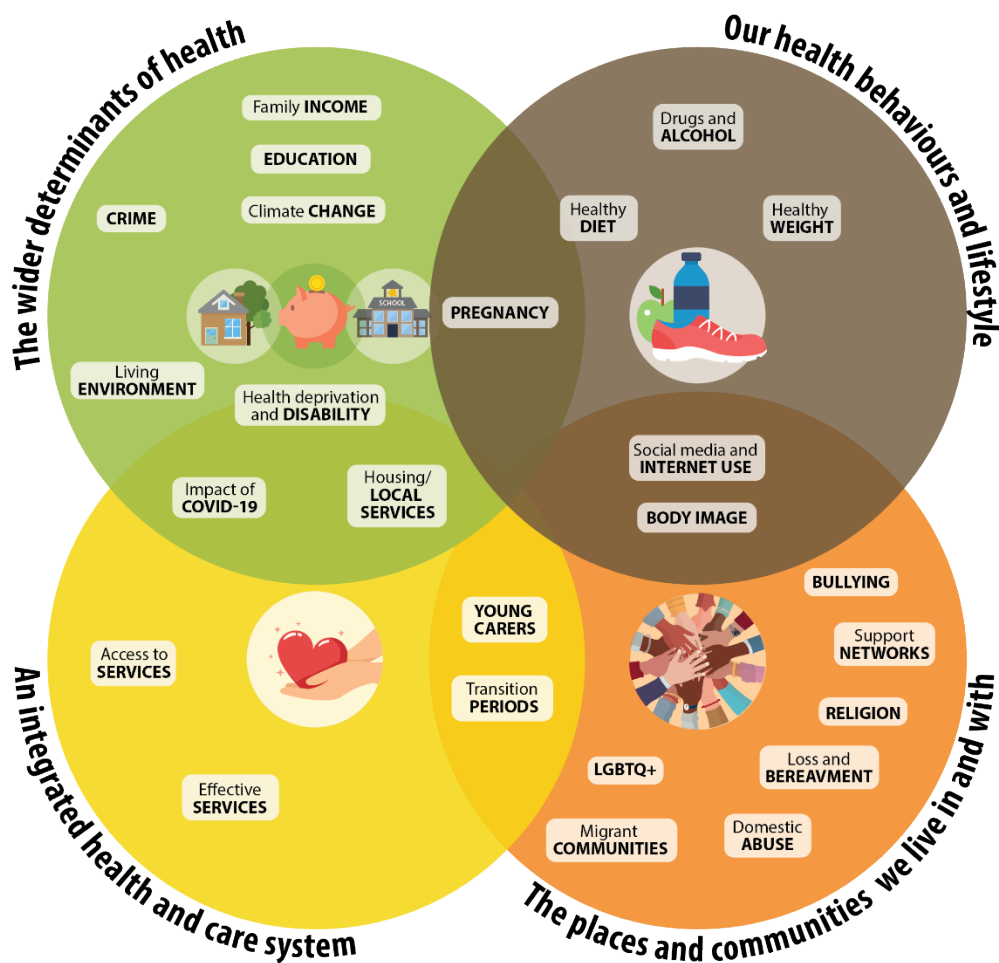 The wider determinants of health
Our health behaviours and lifestyle
Family INCOME
EDUCATION
Climate CHANGE
CRIME
SCHOOL
Living
ENVIRONMENT
Health deprivation
and DISABILITY
PREGNANCY
Drugs and
ALCOHOL
Healthy
DIET
Healthy
WEIGHT
Impact of
COVID-19
Housing/
LOCAL
SERVICES
Social media and
INTERNET USE
BODY IMAGE
Access to
SERVICES
Effective
SERVICES
YOUNG
CARERS
Transition
PERIODS
BULLYING
Support
NETWORKS
RELIGION
Loss and
BEREAVMENT
LGBTQ+
Migrant
COMMUNITIES
Domestic
ABUSE
An integrated health and care system
The places and communities we live in and with